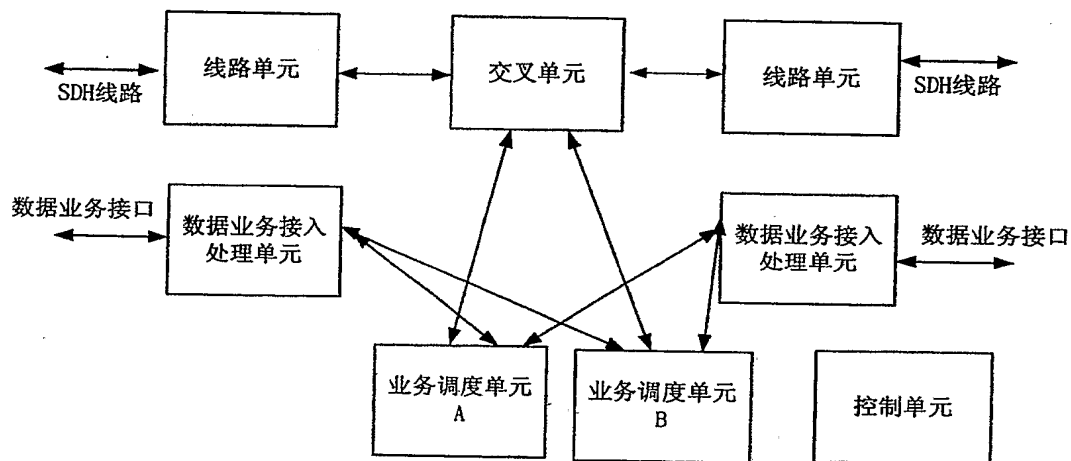 线路单元
交叉单元
线路单元
SDH线路
SDH线路
数据业务接口
数据业务接入
处理单元
数据业务接入
处理单元
数据业务接口
业务调度单元
A
业务调度单元
B
控制单元